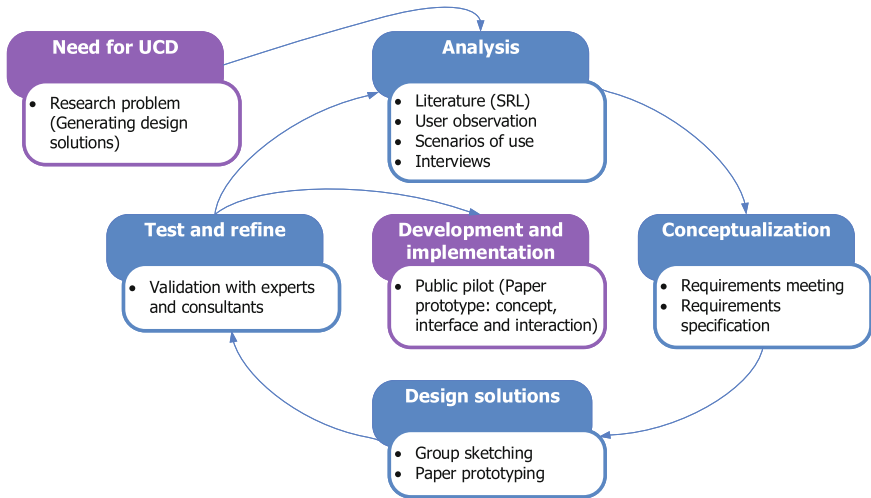 Need for UCD
• Research problem
(Generating design
solutions)
Analysis
• Literature (SRL)
• User observation
• Scenarios of use
• Interviews
Test and refine
• Validation with experts
and consultants
Development and
implementation
• Public pilot (Paper
prototype: concept,
interface and interaction)
Conceptualization
• Requirements meeting
• Requirements
specification
Design solutions
• Group sketching
• Paper prototyping